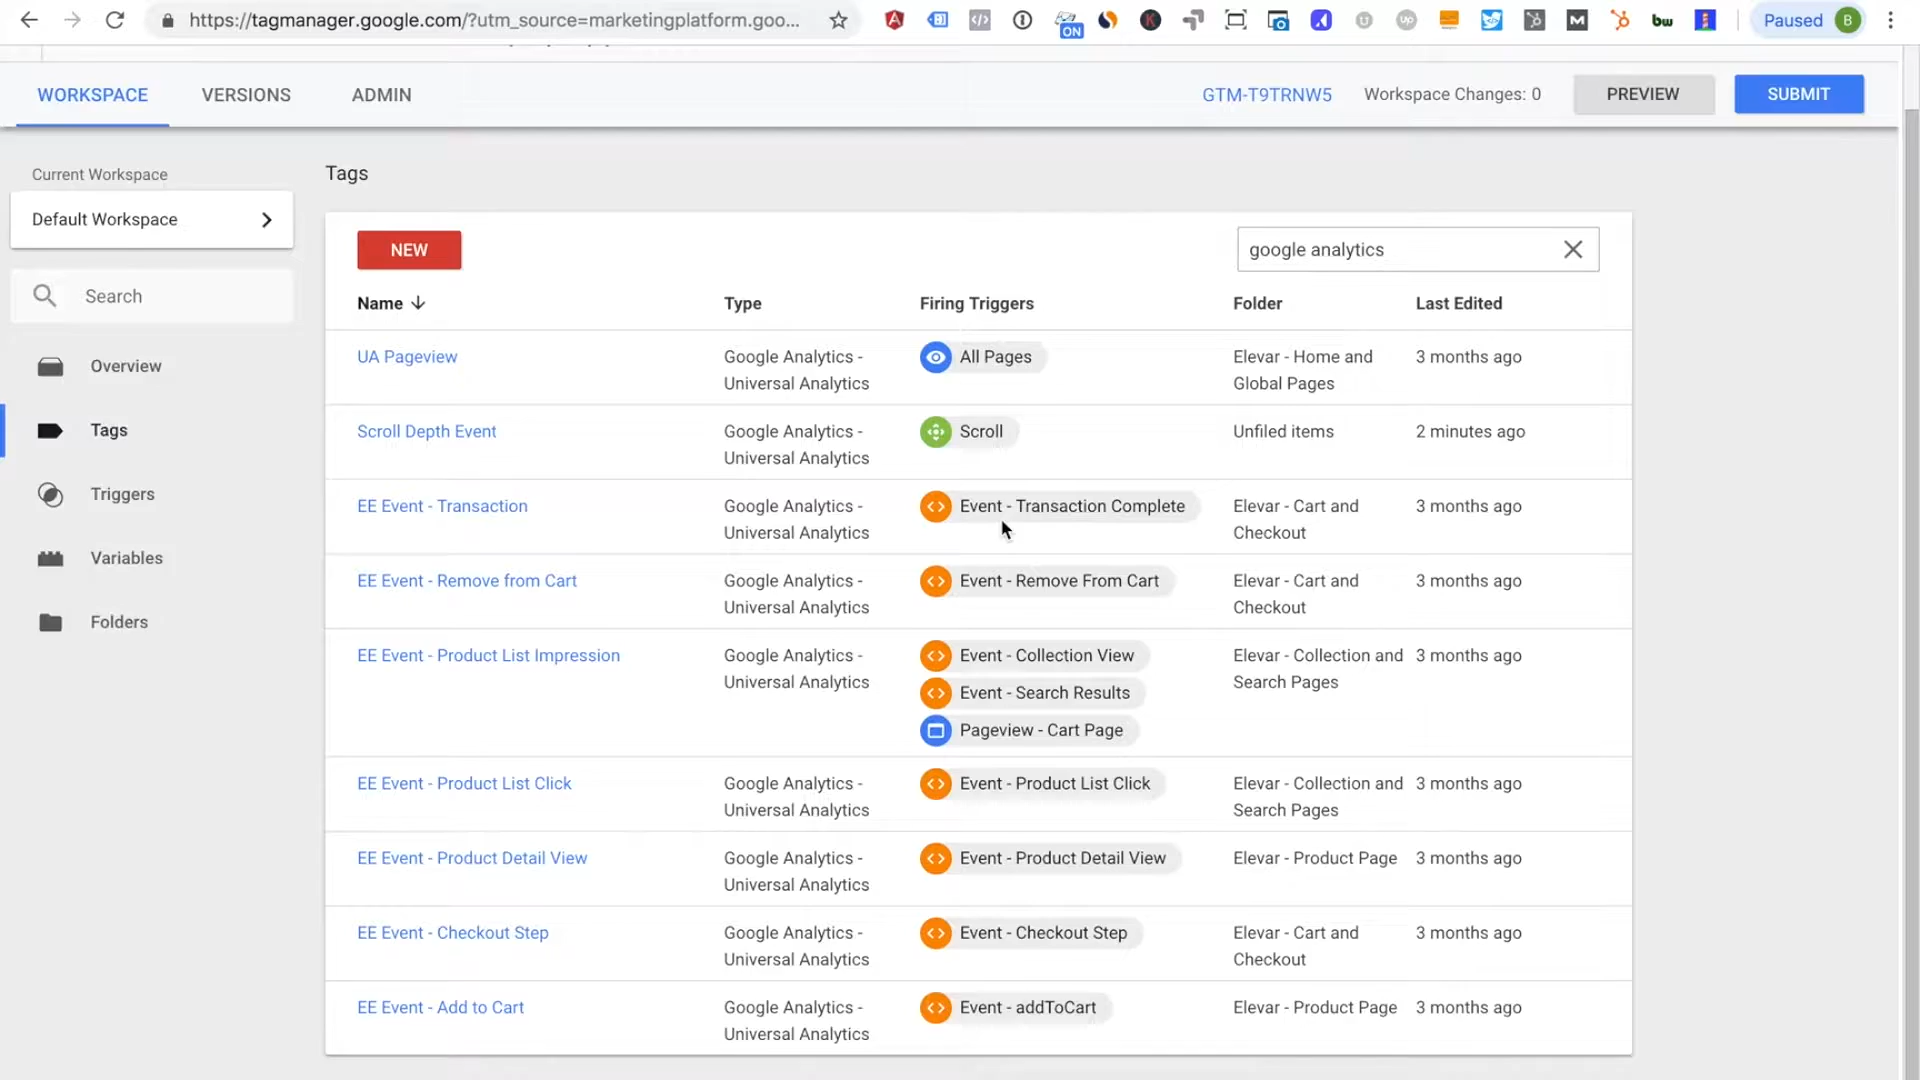 https://tagmanager.google.com/?utm_source=marketingplatform.goo...
ON
up
M
bw
Paused
B
WORKSPACE
VERSIONS
ADMIN
GTM-T9TRNW5
Workspace Changes: 0
PREVIEW
SUBMIT
Current Workspace
Default Workspace
Search
Overview
Tags
Triggers
Variables
Folders
Tags
NEW
google analytics
Name
Type
Firing Triggers
Folder
Last Edited
UA Pageview
Google Analytics -
Universal Analytics
All Pages
Elevar - Home and
Global Pages
3 months ago
Scroll Depth Event
Google Analytics -
Universal Analytics
Scroll
Unfiled items
2 minutes ago
EE Event - Transaction
Google Analytics -
Universal Analytics
Event - Transaction Complete
Elevar - Cart and
Checkout
3 months ago
EE Event - Remove from Cart
Google Analytics -
Universal Analytics
Event - Remove From Cart
Elevar - Cart and
Checkout
3 months ago
EE Event - Product List Impression
Google Analytics -
Universal Analytics
Event - Collection View
Event - Search Results
Pageview - Cart Page
Elevar - Collection and
Search Pages
3 months ago
EE Event - Product List Click
Google Analytics -
Universal Analytics
Event - Product List Click
Elevar - Collection and
Search Pages
3 months ago
EE Event - Product Detail View
Google Analytics -
Universal Analytics
Event - Product Detail View
Elevar - Product Page
3 months ago
EE Event - Checkout Step
Google Analytics -
Universal Analytics
Event - Checkout Step
Elevar - Cart and
Checkout
3 months ago
EE Event - Add to Cart
Google Analytics -
Universal Analytics
Event - addToCart
Elevar - Product Page
3 months ago